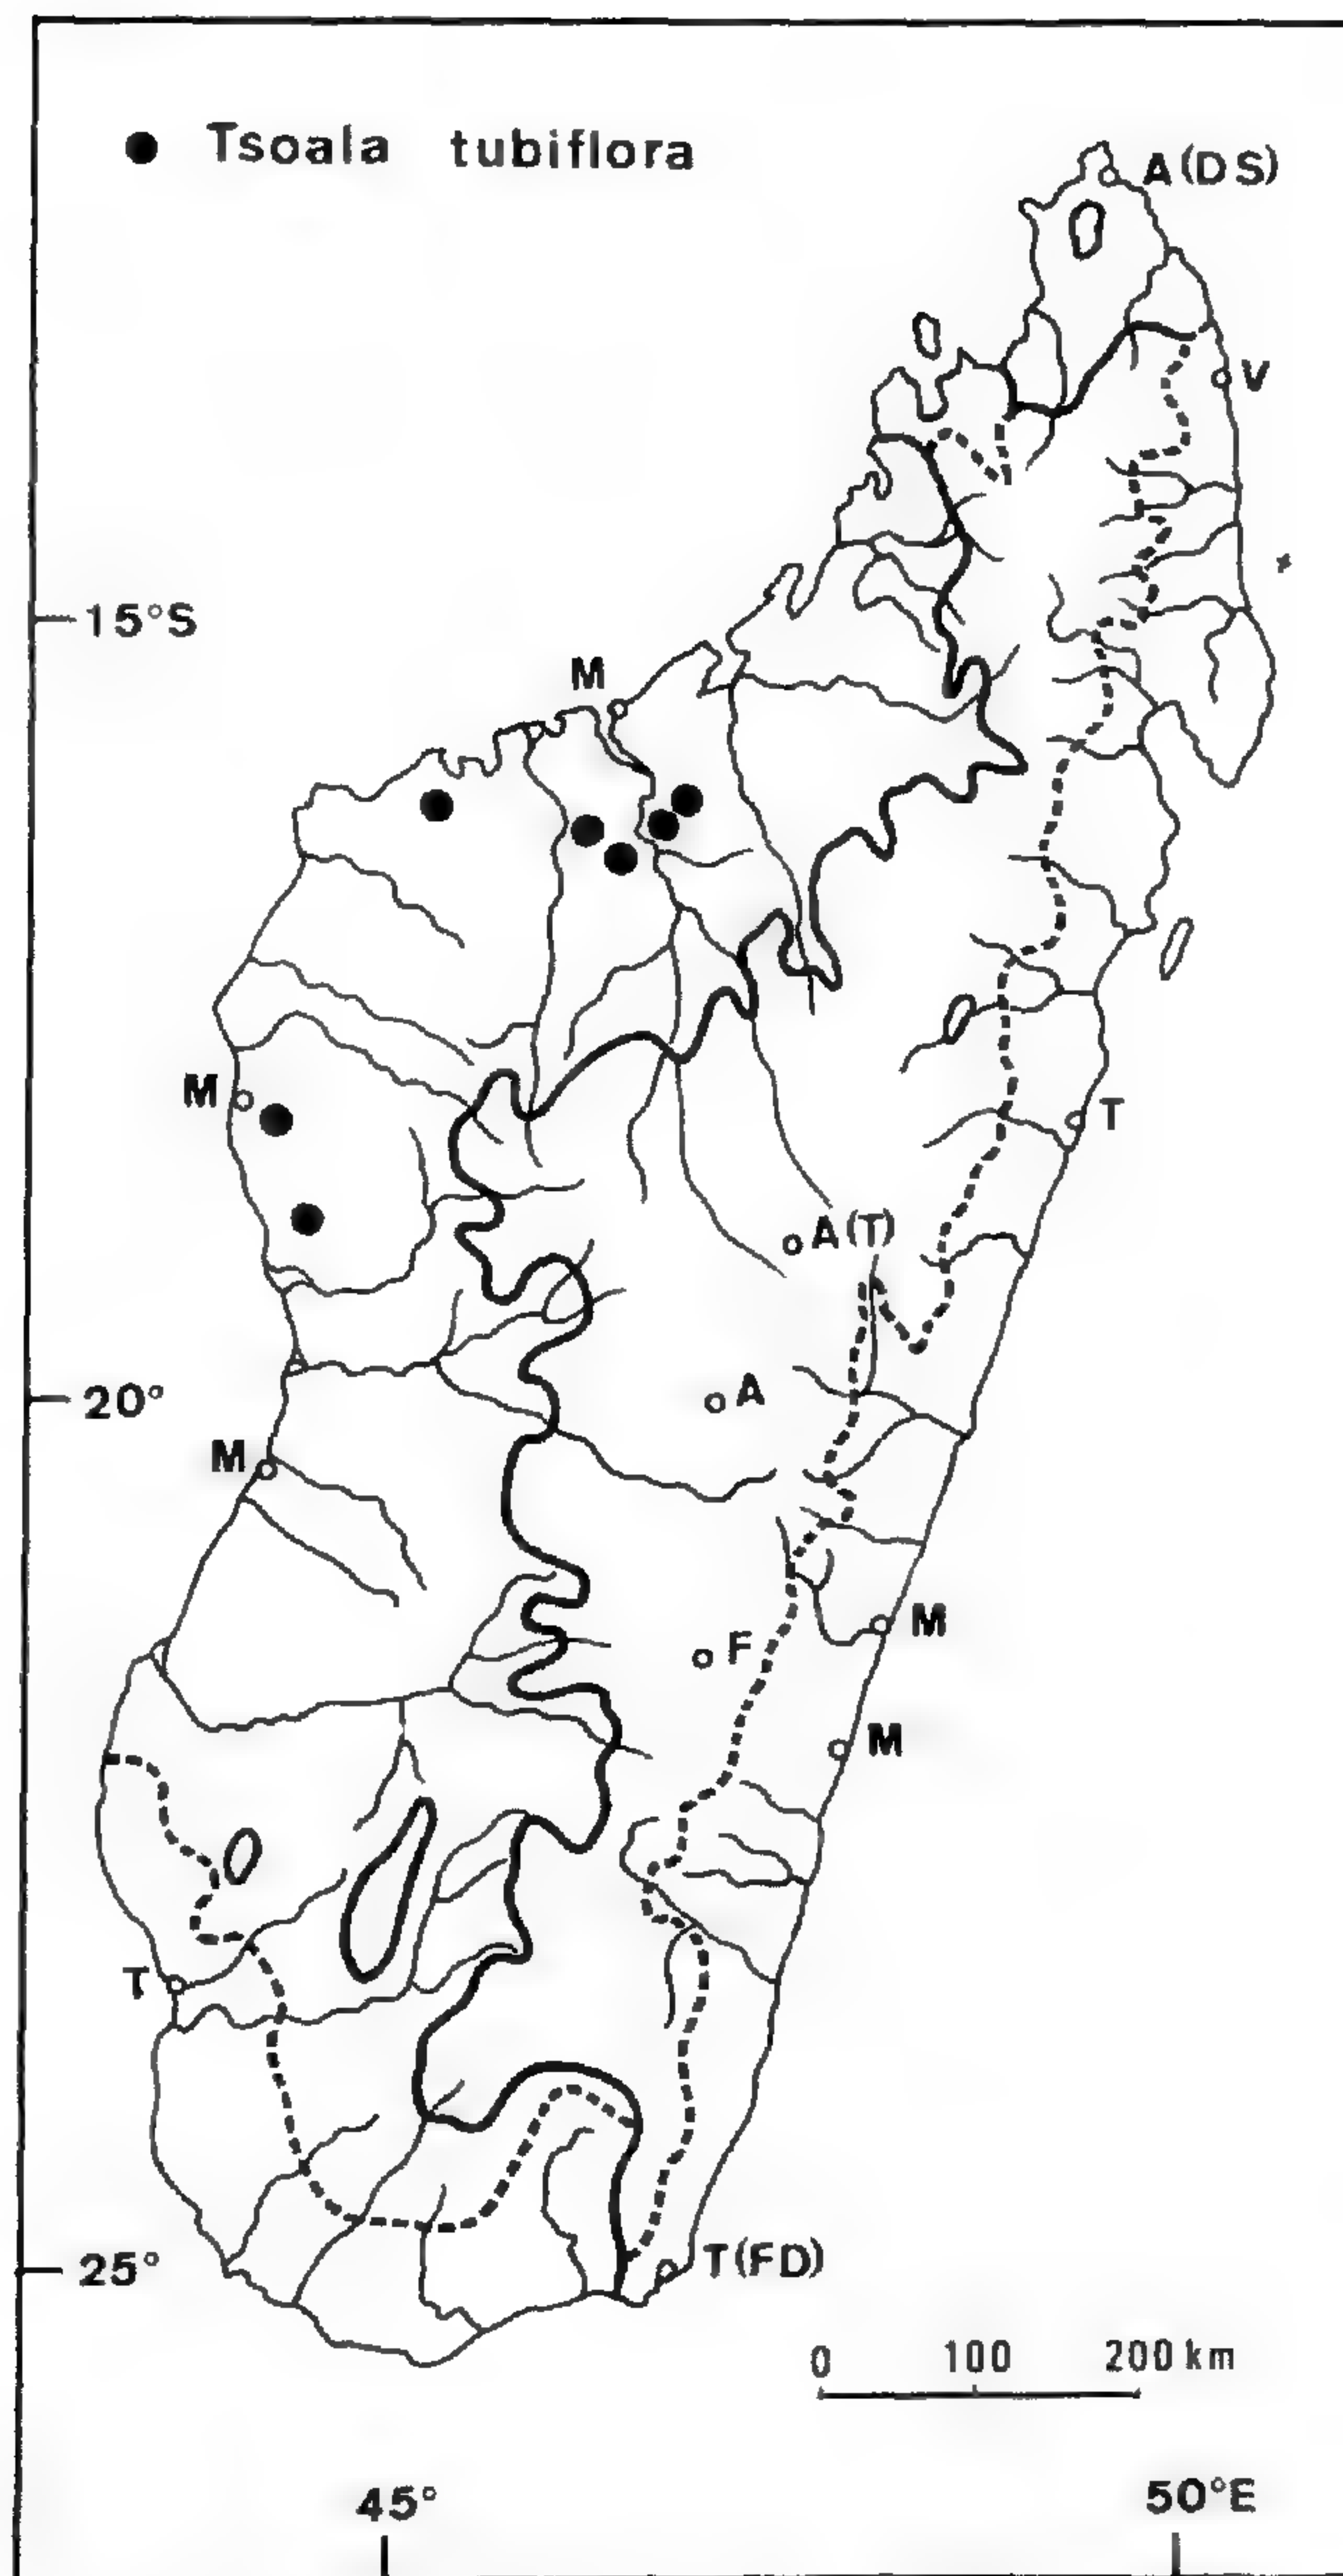 ● Tsoala tubiflora
A(DS)
V
15°S
M
M
T
A(T)
20°
A
M
M
F
M
T
25°
T(FD)
0 100 200 km
45° 50°E